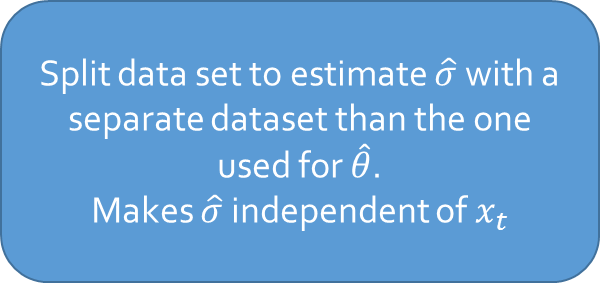 Split data set to estimate σ̂ with a
separate dataset than the one
used for θ̂.
Makes σ̂ independent of xₜ